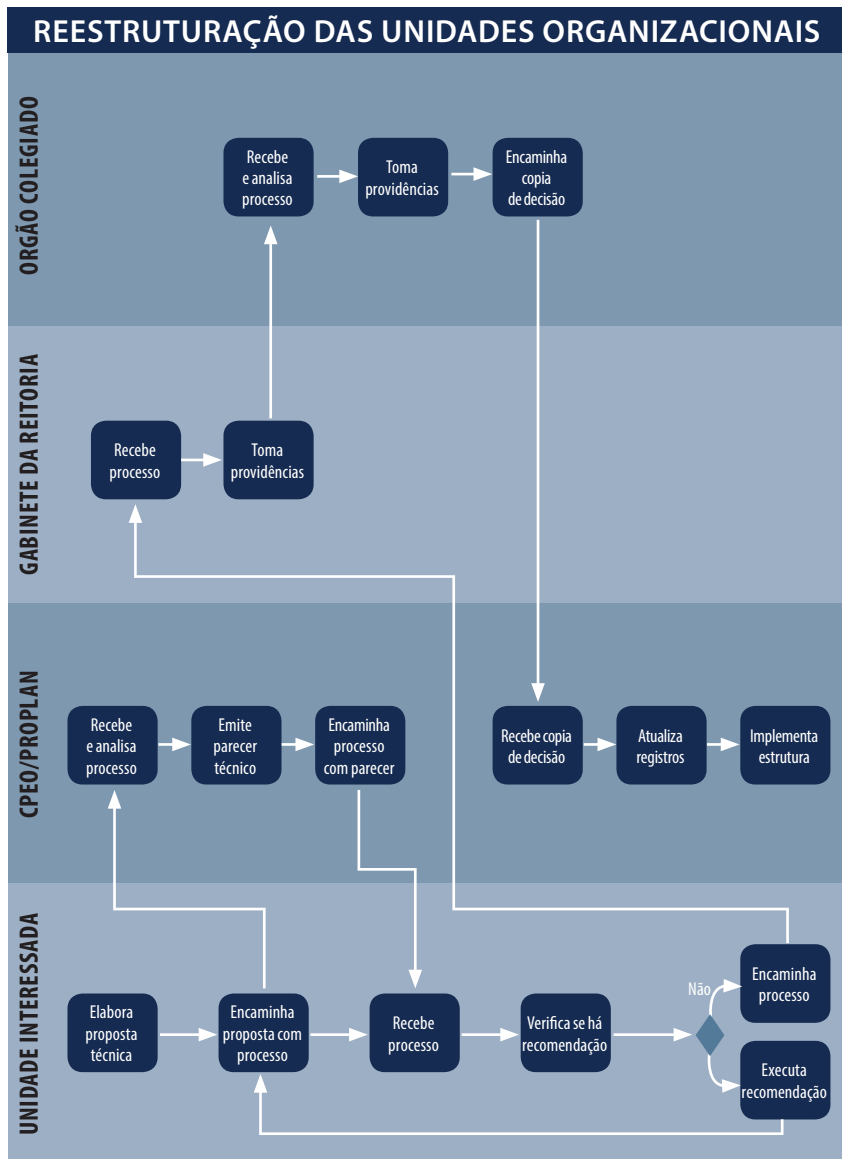 REESTRUTURAÇÃO DAS UNIDADES ORGANIZACIONAIS
ORGÃO COLEGIADO
Recebe
e analisa
processo
Toma
providências
Encaminha
copia
de decisão
GABINETE DA REITORIA
Recebe
processo
Toma
providências
CPEO/PROPLAN
Recebe
e analisa
processo
Emite
parecer
técnico
Encaminha
processo
com parecer
Recebe copia
de decisão
Atualiza
registros
Implementa
estrutura
UNIDADE INTERESSADA
Elabora
proposta
técnica
Encaminha
proposta com
processo
Recebe
processo
Verifica se há
recomendação
Não
Encaminha
processo
Executa
recomendação